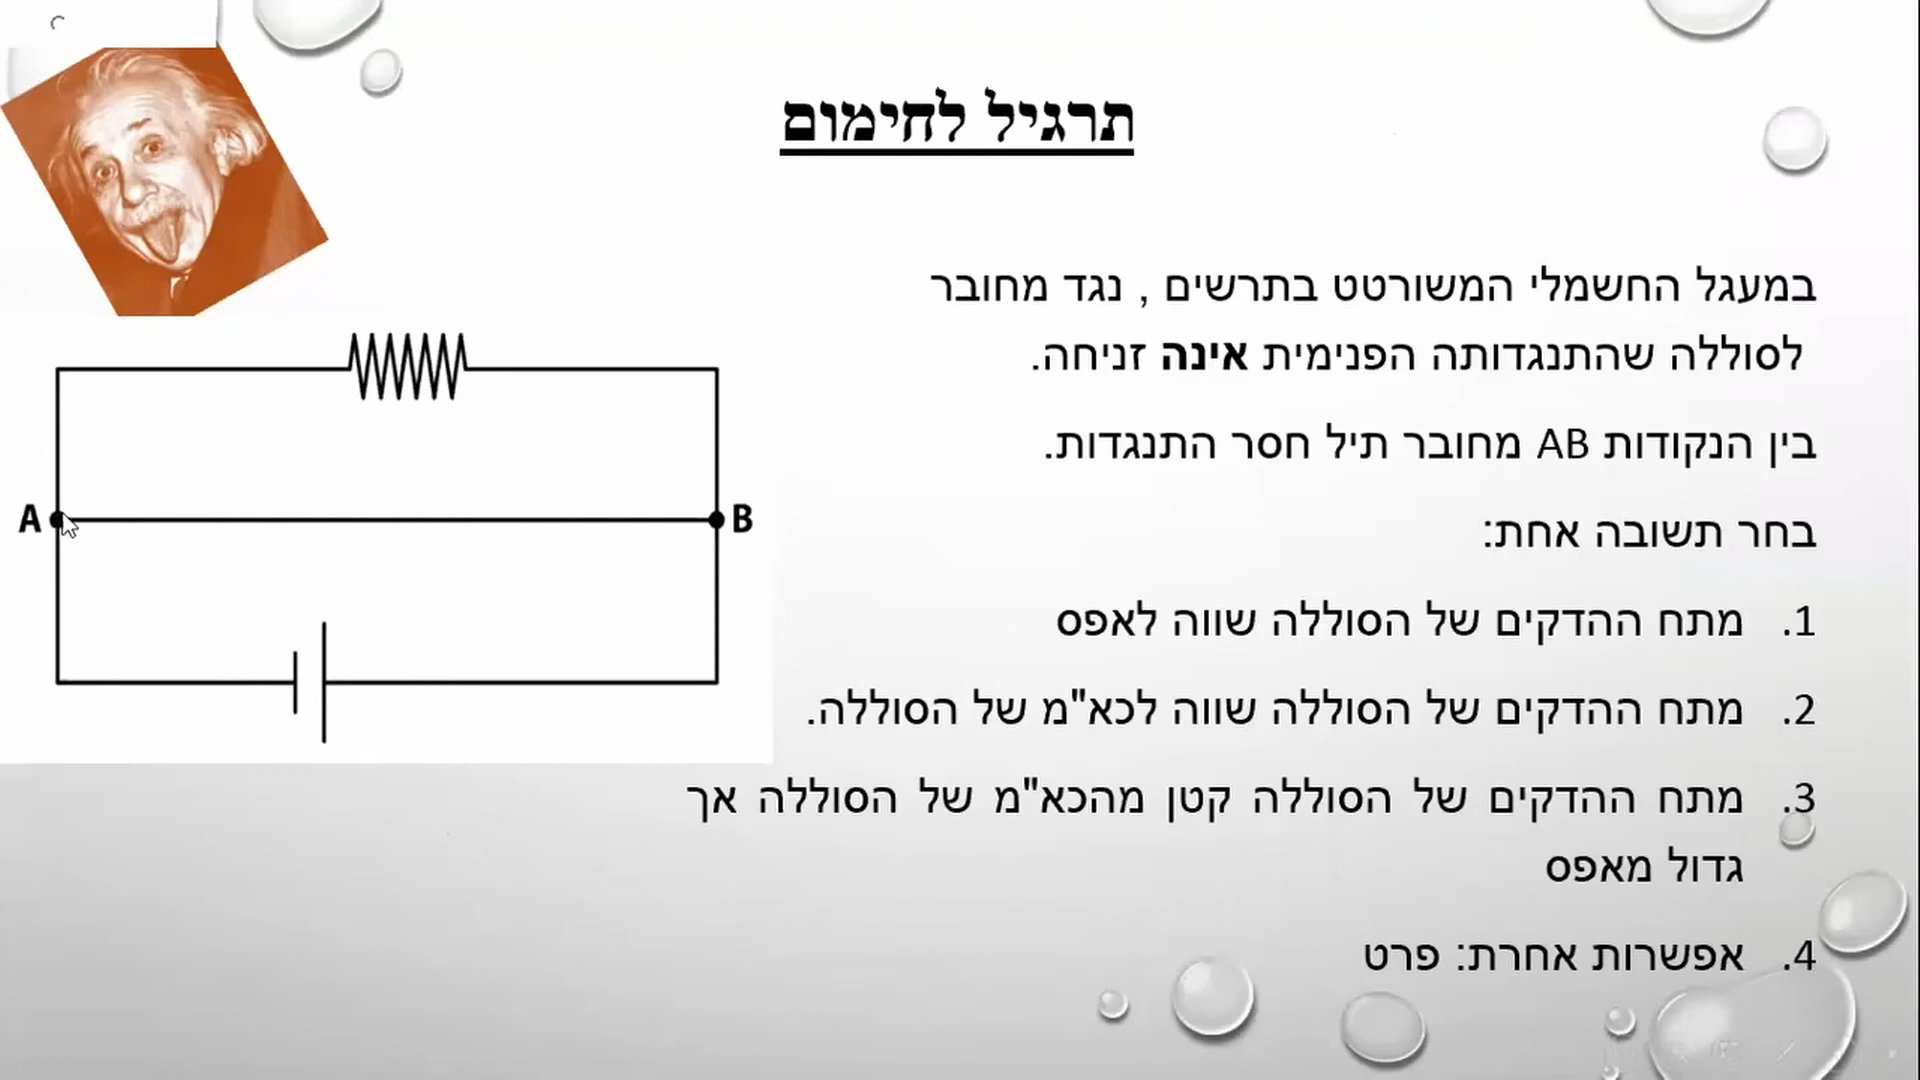 תרגיל לחימום
במעגל החשמלי המשורטט בתרשים , נגד מחובר
לסוללה שהתנגדותה הפנימית אינה זניחה.
בין הנקודות AB מחובר תיל חסר התנגדות.
בחר תשובה אחת:
1. מתח ההדקים של הסוללה שווה לאפס
2. מתח ההדקים של הסוללה שווה לכא"מ של הסוללה.
3. מתח ההדקים של הסוללה קטן מהכא"מ של הסוללה אך
גדול מאפס
4. אפשרות אחרת: פרט
A
B